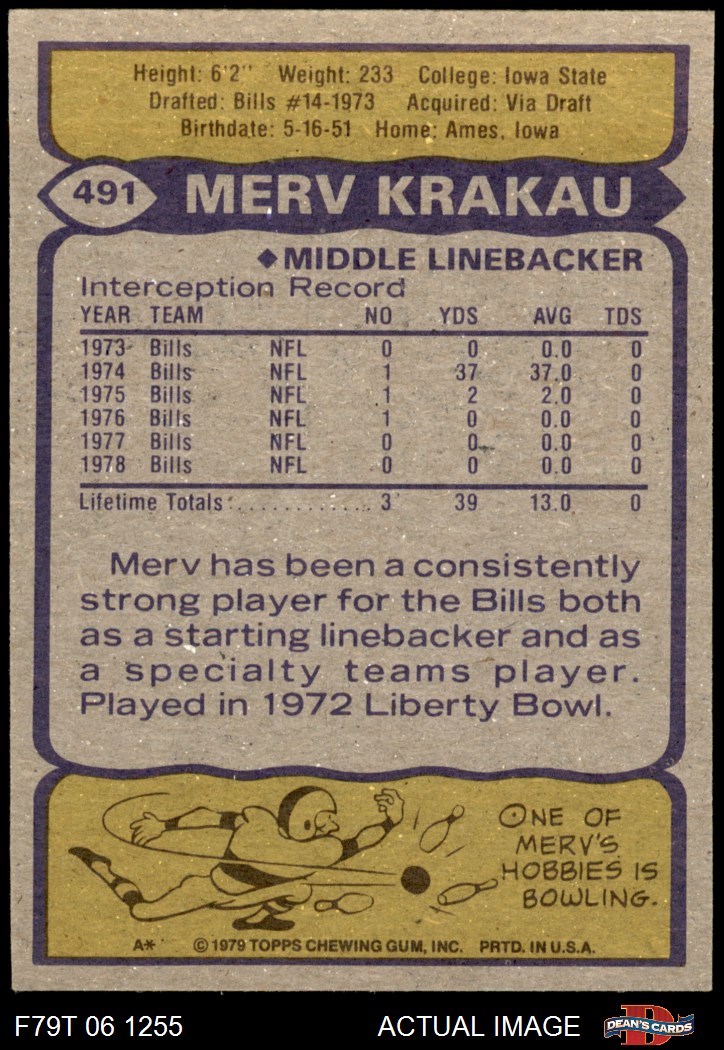 Height: 6'2" Weight: 233 College: Iowa State
Drafted: Bills #14-1973 Acquired: Via Draft
Birthdate: 5-16-51 Home: Ames, Iowa
491 MERV KRAKAU
◆MIDDLE LINEBACKER
Interception Record
YEAR TEAM NO YDS AVG TDS
1973 Bills NFL 0 0 0.0 0
1974 Bills NFL 1 37 37.0 0
1975 Bills NFL 1 2 2.0 0
1976 Bills NFL 1 0 0.0 0
1977 Bills NFL 0 0 0.0 0
1978 Bills NFL 0 0 0.0 0
Lifetime Totals ............. 3 39 13.0 0
Merv has been a consistently
strong player for the Bills both
as a starting linebacker and as
a specialty teams player.
Played in 1972 Liberty Bowl.
ONE OF
MERV'S
HOBBIES IS
BOWLING.
A* ©1979 TOPPS CHEWING GUM, INC. PRTD. IN U.S.A.
F79T 06 1255 ACTUAL IMAGE D DEAN'S CARDS